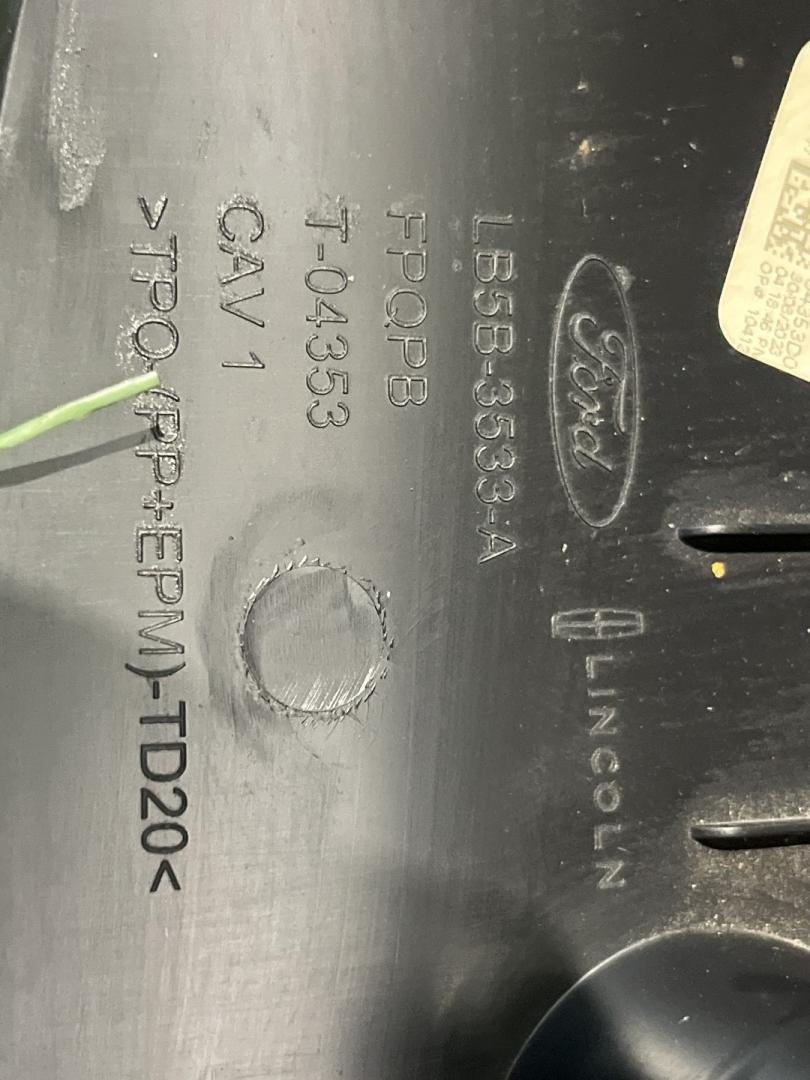 Ford
LINCOLN
LB5B-3533-A
FPQPB
T-04353
CAV 1
>TPO-(PP+EPM)-TD20<